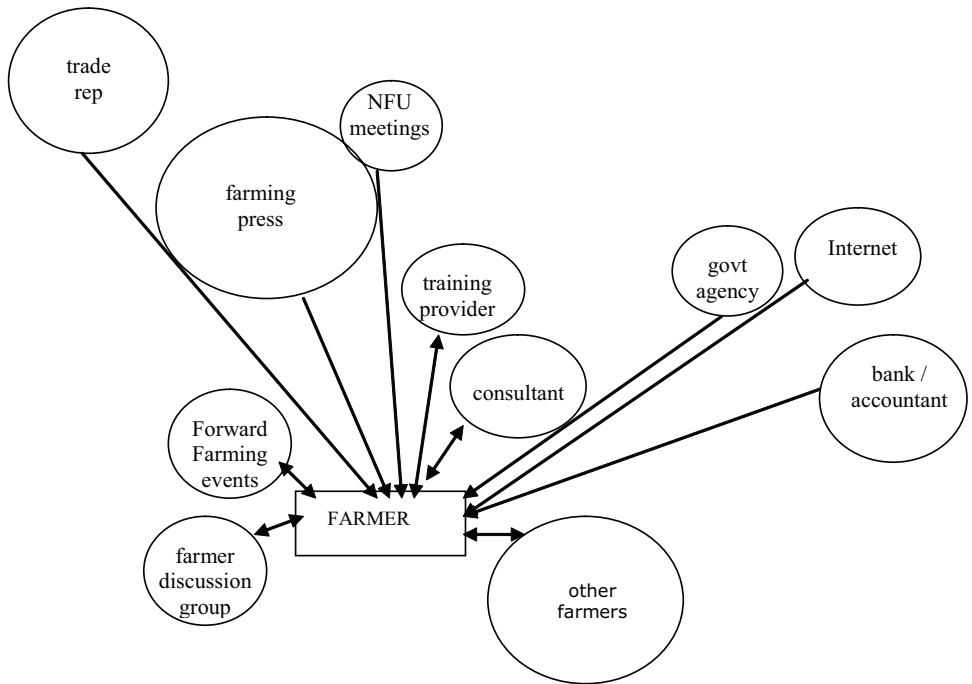 trade
rep
NFU
meetings
farming
press
training
provider
govt
agency
Internet
consultant
bank /
accountant
Forward
Farming
events
FARMER
farmer
discussion
group
other
farmers